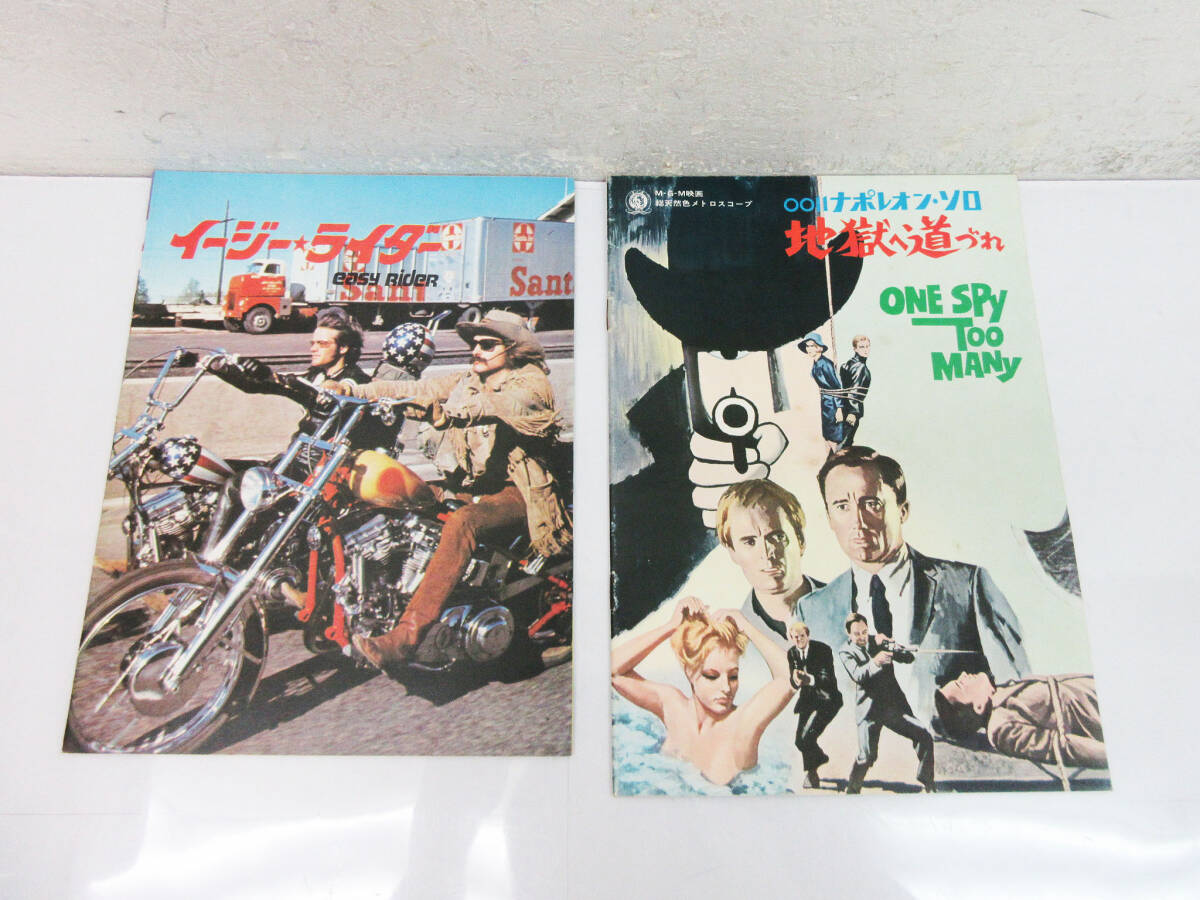 イージー★ライダー
easy Rider
Sant
Sant
M-G-M映画
総天然色メトロスコープ
0011ナポレオン・ソロ
地獄へ道づれ
ONE SPy
Too
MANy